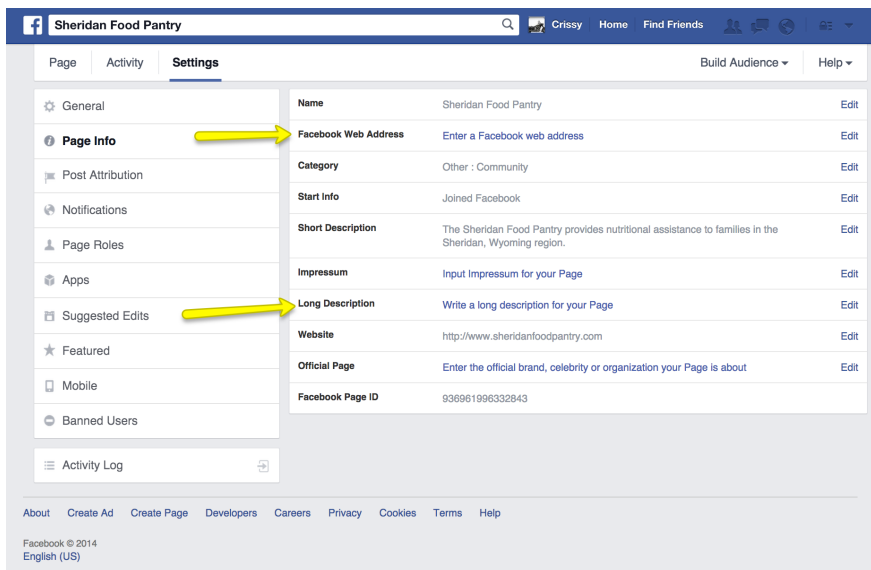 Sheridan Food Pantry
Crissy Home Find Friends
Page Activity Settings Build Audience Help
General
Page Info
Post Attribution
Notifications
Page Roles
Apps
Suggested Edits
Featured
Mobile
Banned Users
Activity Log
Name Sheridan Food Pantry Edit
Facebook Web Address Enter a Facebook web address Edit
Category Other : Community Edit
Start Info Joined Facebook Edit
Short Description The Sheridan Food Pantry provides nutritional assistance to families in the Edit
Sheridan, Wyoming region.
Impressum Input Impressum for your Page Edit
Long Description Write a long description for your Page Edit
Website http://www.sheridanfoodpantry.com Edit
Official Page Enter the official brand, celebrity or organization your Page is about Edit
Facebook Page ID 936961996332843
About Create Ad Create Page Developers Careers Privacy Cookies Terms Help
Facebook © 2014
English (US)